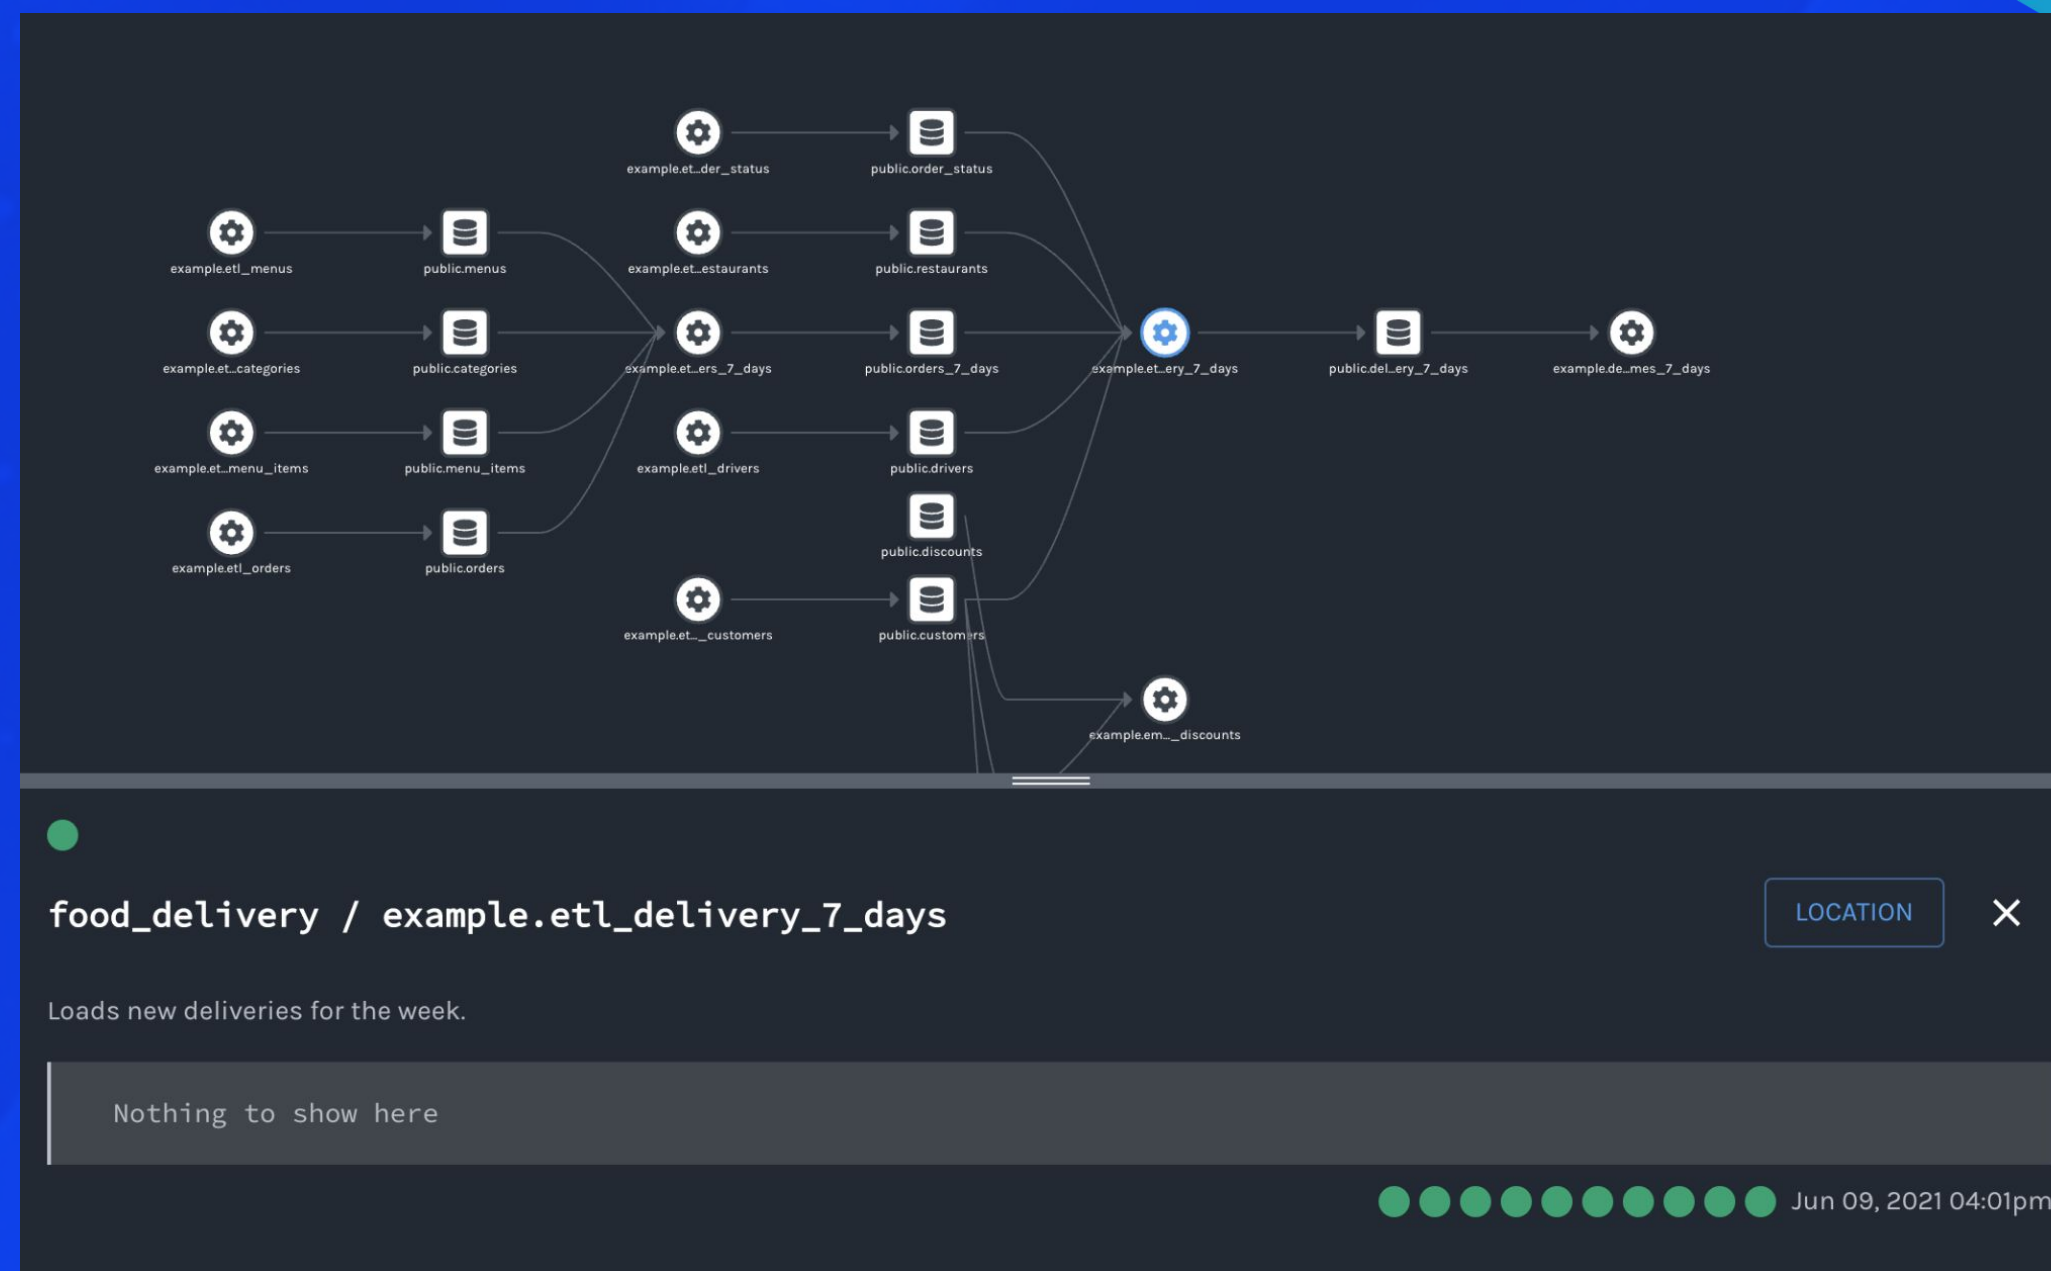 example.et...der_status
public.order_status
example.etl_menus
public.menus
example.et...estaurants
public.restaurants
example.et...categories
public.categories
example.et...ers_7_days
public.orders_7_days
example.et...ery_7_days
public.del...ery_7_days
example.de...mes_7_days
example.et...menu_items
public.menu_items
example.etl_drivers
public.drivers
public.discounts
example.etl_orders
public.orders
example.et..._customers
public.customers
example.em..._discounts
food_delivery / example.etl_delivery_7_days
LOCATION
Loads new deliveries for the week.
Nothing to show here
Jun 09, 2021 04:01pm